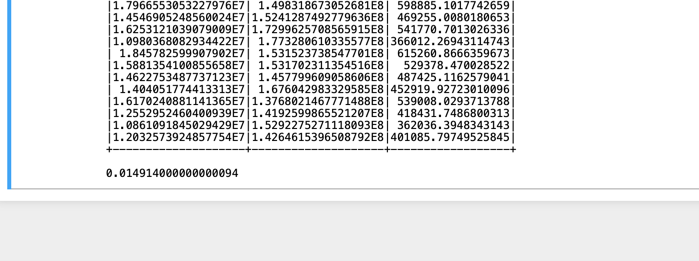 |1.7966553053227976E7| 1.498318673052681E8| 598885.1017742659|
|1.4546905248560024E7|1.5241287492779636E8| 469255.0080180653|
|1.6253121039079009E7|1.7299625708565915E8| 541770.7013026336|
|1.0980368082934422E7| 1.773280610335577E8|366012.26943114743|
| 1.845782599907902E7| 1.531523738547701E8| 615260.8666359673|
|1.5881354100855658E7| 1.531702311354516E8| 529378.470028522|
|1.4622753487737123E7| 1.457799609058606E8| 487425.1162579041|
| 1.404051774413313E7| 1.676042983329585E8|452919.92723010096|
|1.6170240881141365E7|1.3768021467771488E8| 539008.0293713788|
|1.2552952460400939E7|1.4192599865521207E8| 418431.7486800313|
|1.0861091845029429E7|1.5292275271118093E8| 362036.3948343143|
|1.2032573924857754E7|1.4264615396508792E8|401085.79749525845|
+--------------------+--------------------+------------------+
0.014914000000000094